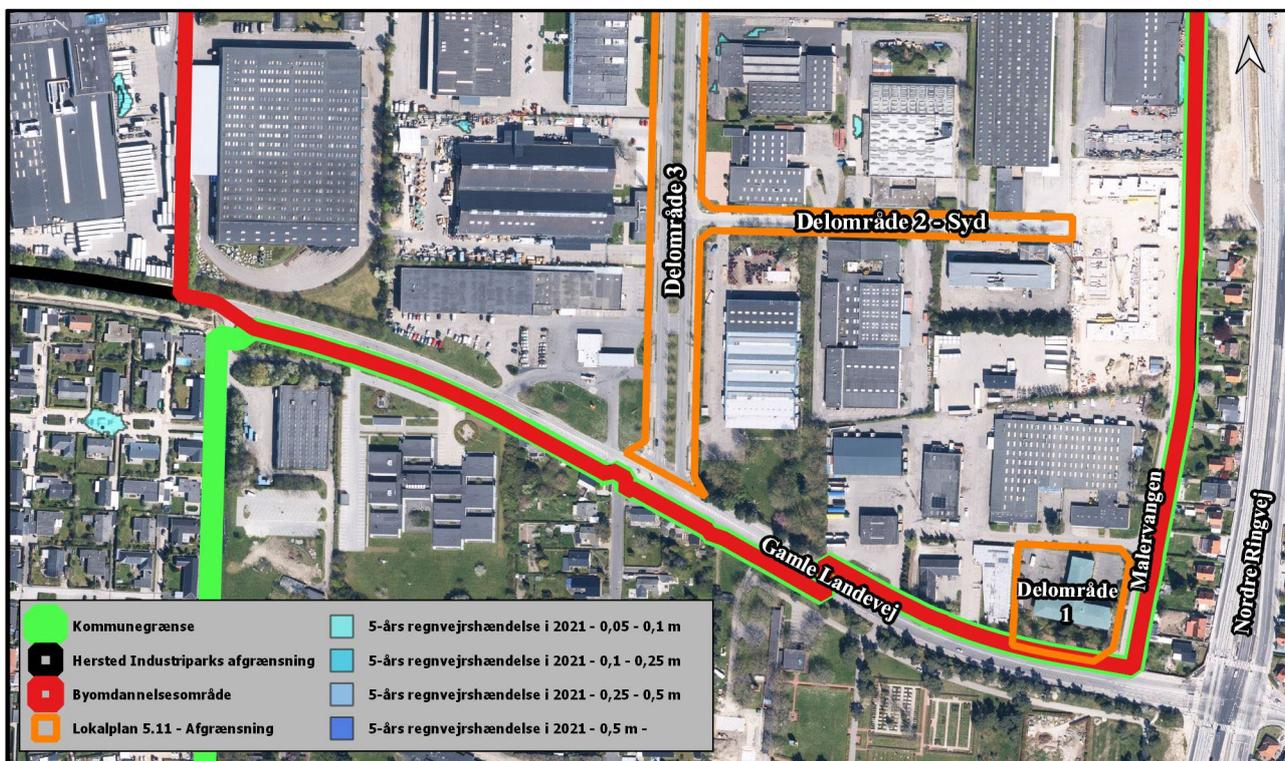 Delområde 3
Delområde 2 - Syd
Gamle Landevej
Malervangen
Nordre Ringvej
Delområde
1
Kommunegrænse
Hersted Industriparks afgrænsning
Byomdannelsesområde
Lokalplan 5.11 - Afgrænsning
5-års regnvejrshændelse i 2021 - 0,05 - 0,1 m
5-års regnvejrshændelse i 2021 - 0,1 - 0,25 m
5-års regnvejrshændelse i 2021 - 0,25 - 0,5 m
5-års regnvejrshændelse i 2021 - 0,5 m -